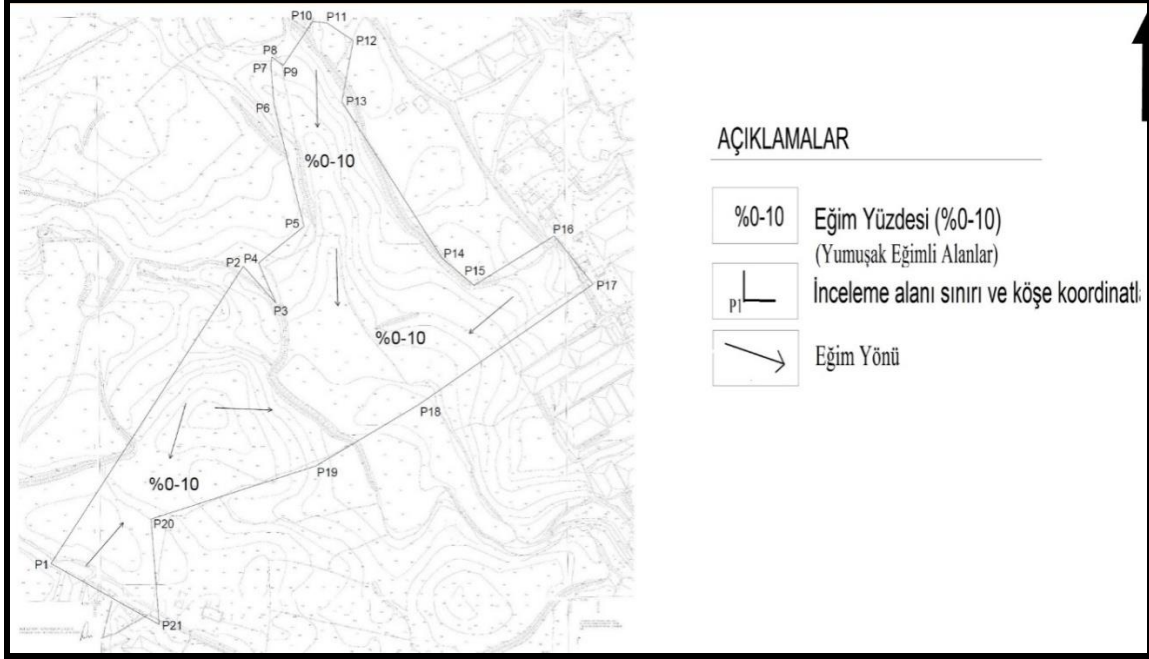 P10 P11
P12
P8
P7
P9
P6
P13
%0-10
P5
P16
P14
P4
P2
P15
P17
P3
%0-10
P18
P19
%0-10
P20
P1
P21
AÇIKLAMALAR
%0-10 Eğim Yüzdesi (%0-10)
(Yumuşak Eğimli Alanlar)
P1 İnceleme alanı sınırı ve köşe koordinatla
Eğim Yönü